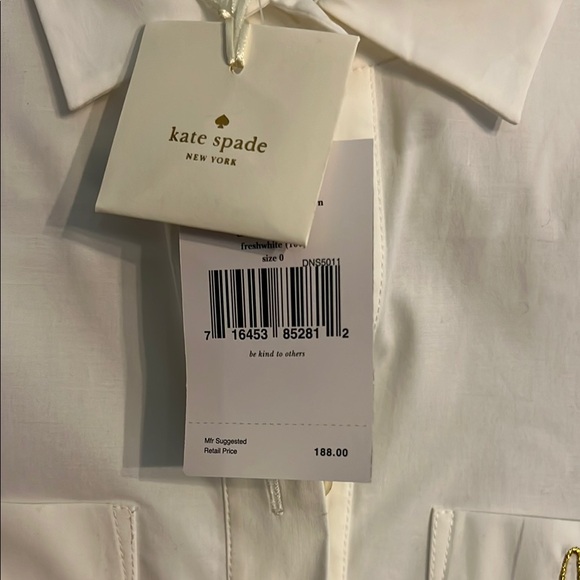 kate spade
NEW YORK
freshwhite
size 0
DNS5011
7 16453 85281 2
be kind to others
Mfr Suggested
Retail Price 188.00